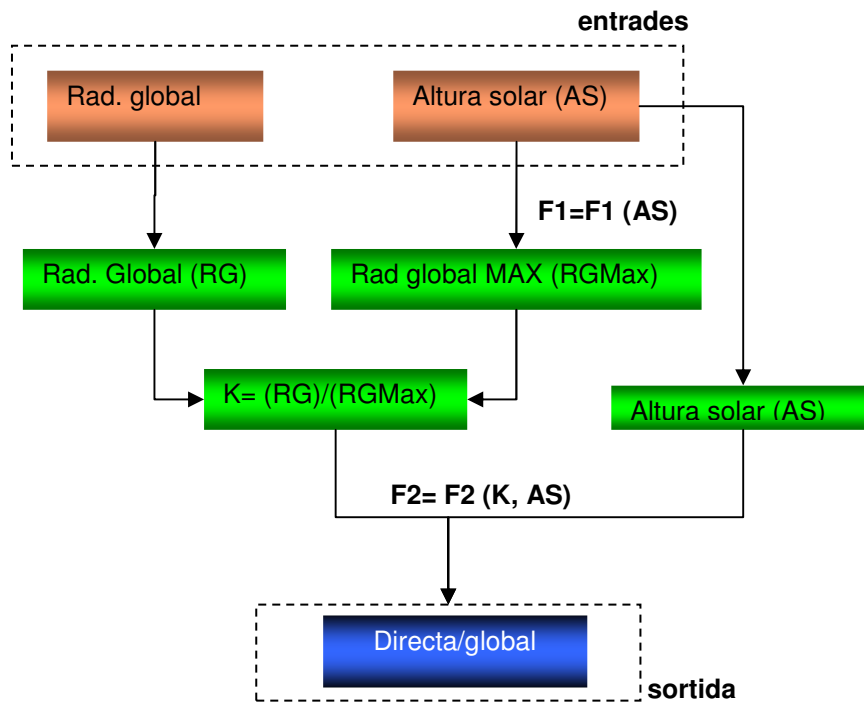 entrades
Rad. global
Altura solar (AS)
F1=F1 (AS)
Rad. Global (RG)
Rad global MAX (RGMax)
K= (RG)/(RGMax)
Altura solar (AS)
F2= F2 (K, AS)
Directa/global
sortida